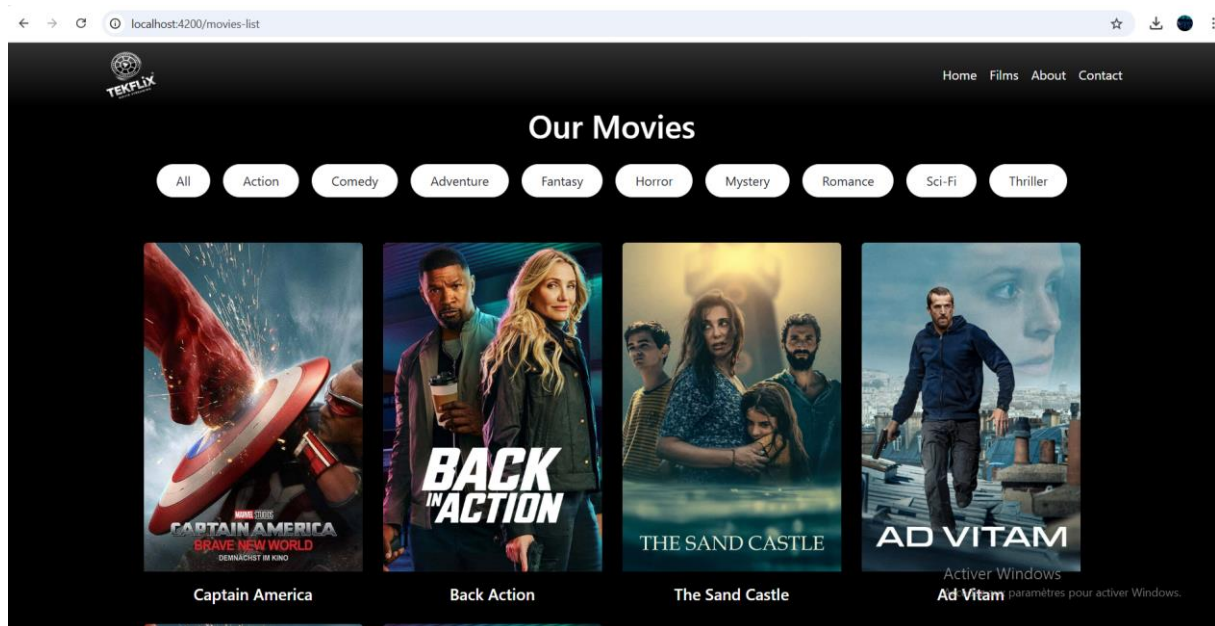 localhost:4200/movies-list
TEKFLIX
Home Films About Contact
Our Movies
All Action Comedy Adventure Fantasy Horror Mystery Romance Sci-Fi Thriller
MARVEL STUDIOS
CAPTAIN AMERICA
BRAVE NEW WORLD
DEMNÄCHST IM KINO
BACK
IN ACTION
THE SAND CASTLE
AD VITAM
Captain America Back Action The Sand Castle Ad Vitam
Activer Windows
paramètres pour activer Windows.